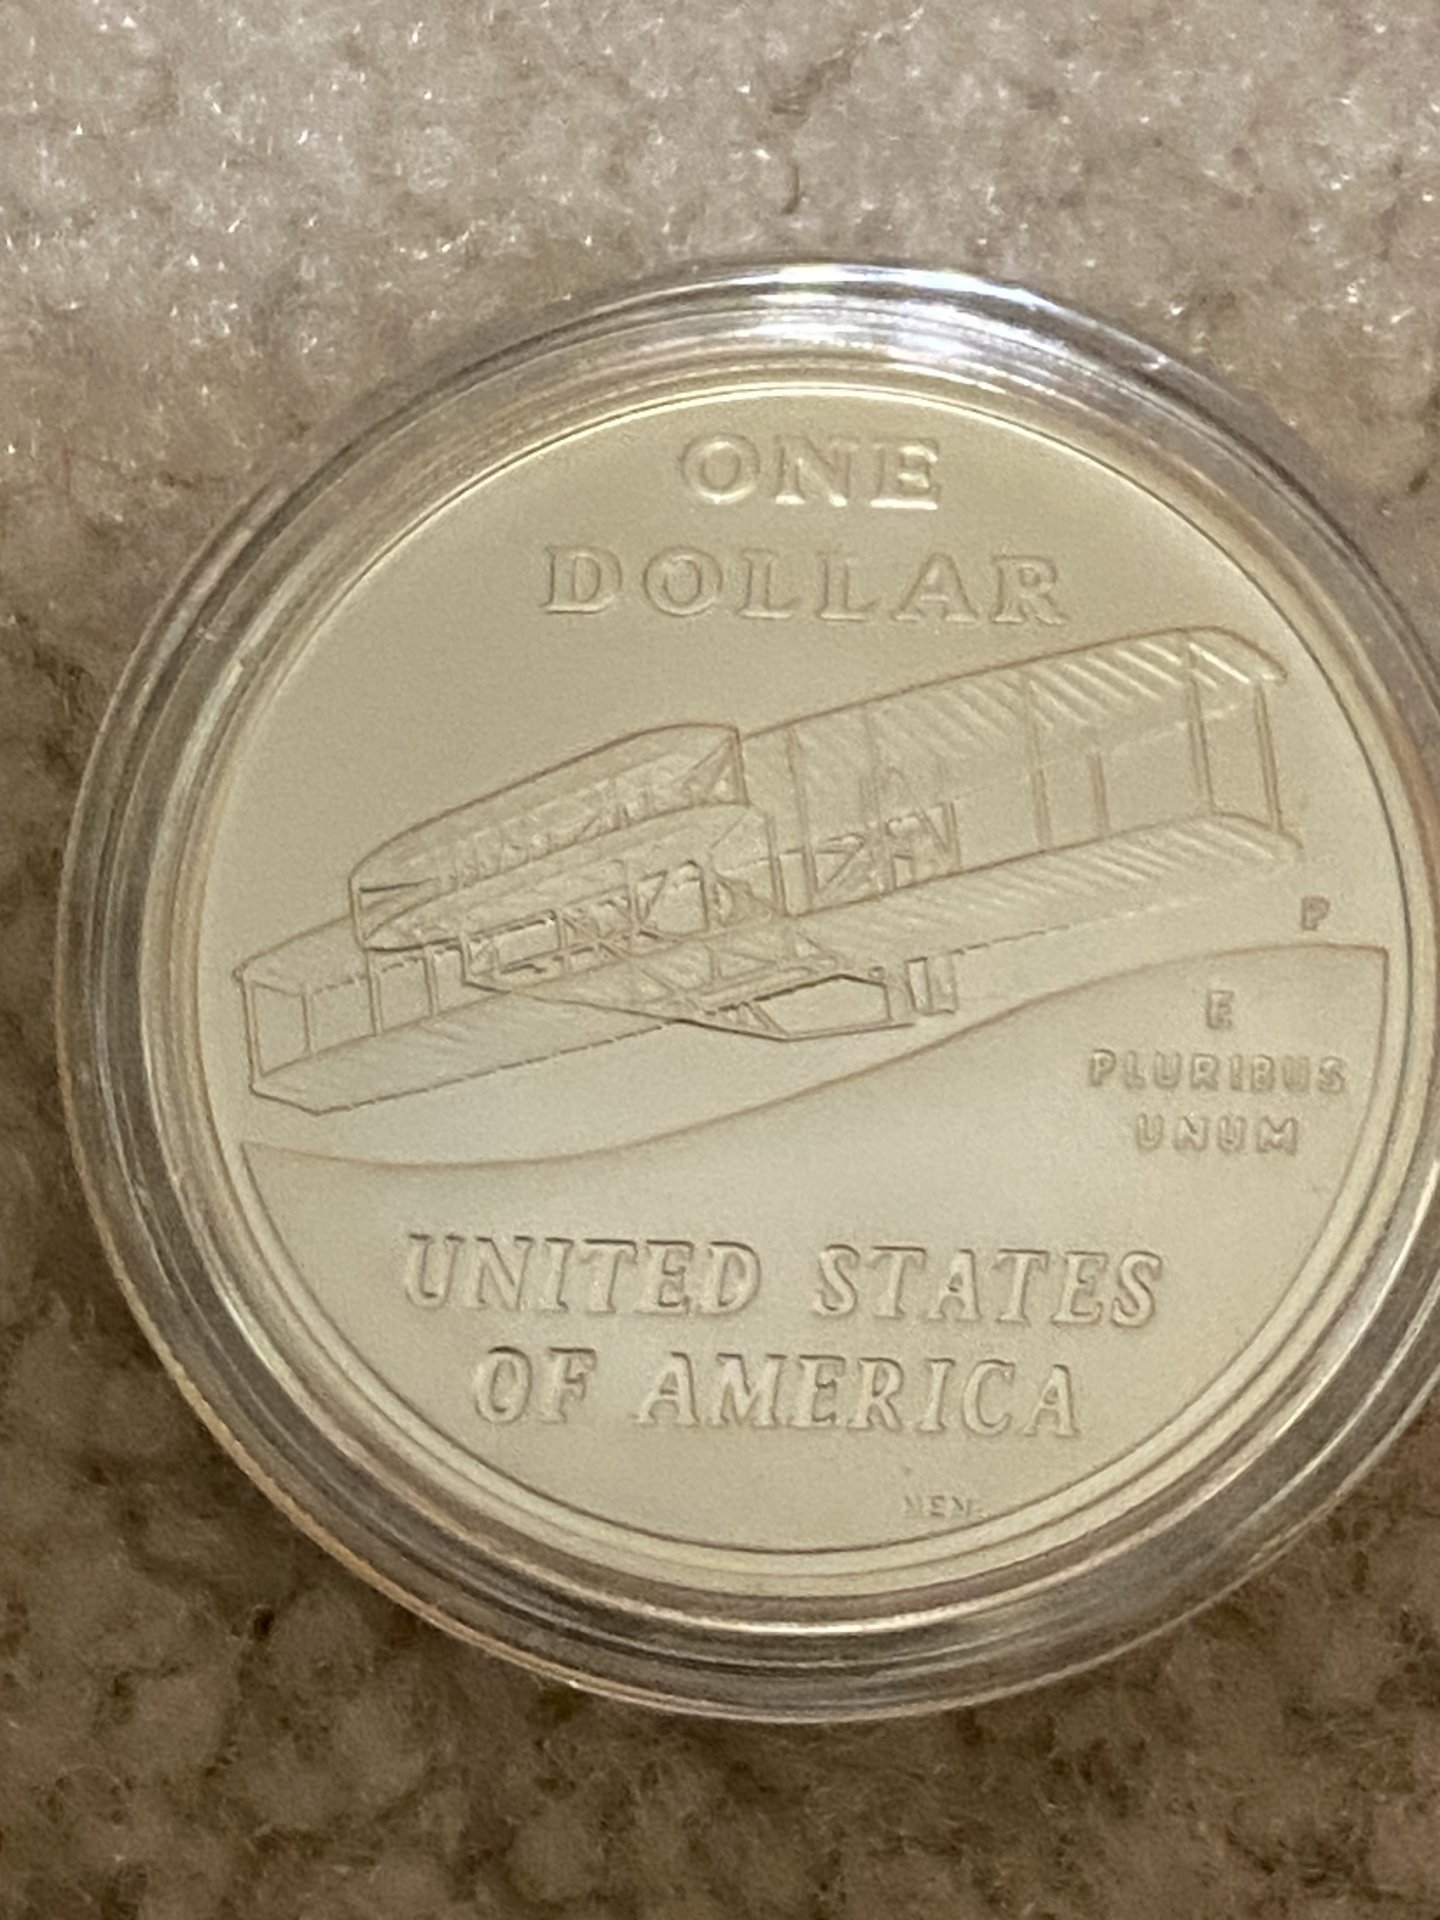 ONE
DOLLAR
P
E
PLURIBUS
UNUM
UNITED STATES
OF AMERICA